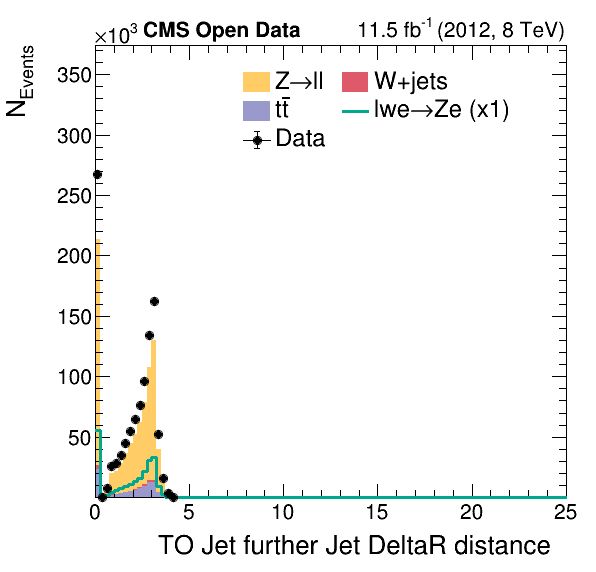 ×10³ CMS Open Data 11.5 fb⁻¹ (2012, 8 TeV)
N_Events
350
300
250
200
150
100
50
Z→ll W+jets
tt̄ lwe→Ze (x1)
Data
0 5 10 15 20 25
TO Jet further Jet DeltaR distance